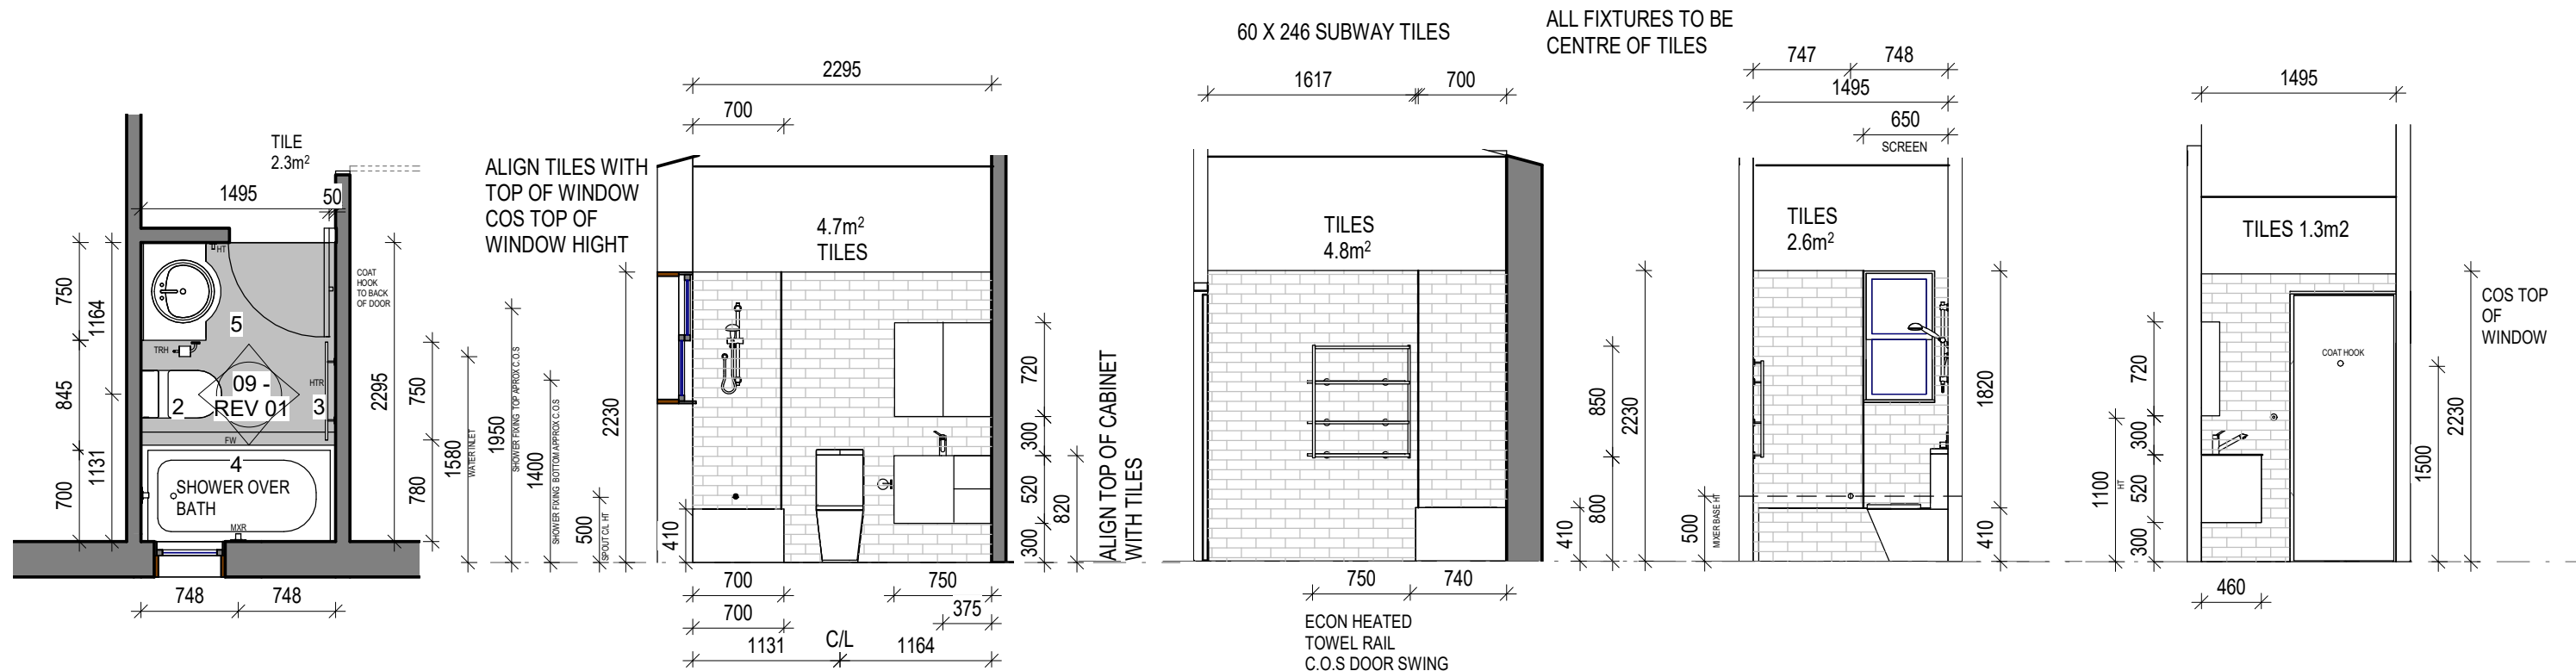 TILE
2.3m²
1495
50
750
1164
845
700
1131
HT
COAT
HOOK
TO BACK
OF DOOR
5
TRH
09 -
REV 01
2
3
HTR
FW
4
SHOWER OVER
BATH
MXR
2295
750
780
748
748
ALIGN TILES WITH
TOP OF WINDOW
COS TOP OF
WINDOW HIGHT
1580
WATER INLET
1950
SHOWER FIXING TOP APROX C.O.S
1400
SHOWER FIXING BOTTOM APPROX C.O.S
500
SPOUT C/L HT
2230
410
2295
700
4.7m²
TILES
720
300
520
300
820
ALIGN TOP OF CABINET
WITH TILES
700
750
700
375
1131
C/L
1164
60 X 246 SUBWAY TILES
1617
700
TILES
4.8m²
750
740
ECON HEATED
TOWEL RAIL
C.O.S DOOR SWING
410
850
800
2230
ALL FIXTURES TO BE
CENTRE OF TILES
747
748
1495
650
SCREEN
TILES
2.6m²
500
MIXER BASE HT
1820
410
1495
TILES 1.3m2
COAT HOOK
1100
HT
720
300
520
300
460
1500
2230
COS TOP
OF
WINDOW